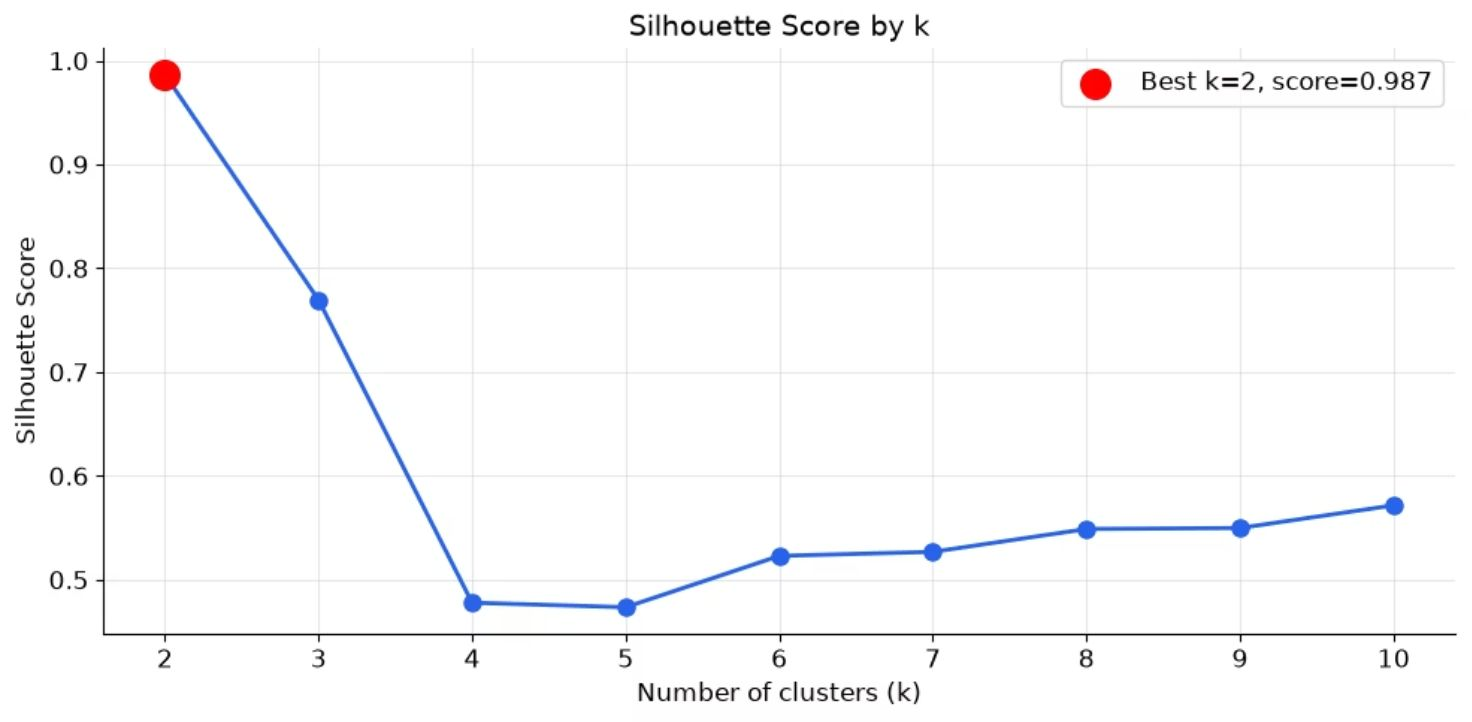 Silhouette Score by k
Best k=2, score=0.987
Silhouette Score
1.0
0.9
0.8
0.7
0.6
0.5
2 3 4 5 6 7 8 9 10
Number of clusters (k)